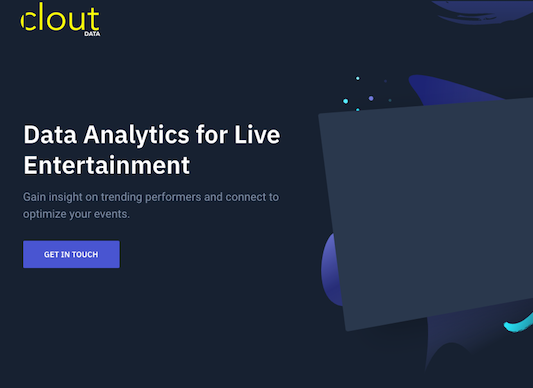 clout
DATA
Data Analytics for Live
Entertainment
Gain insight on trending performers and connect to
optimize your events.
GET IN TOUCH